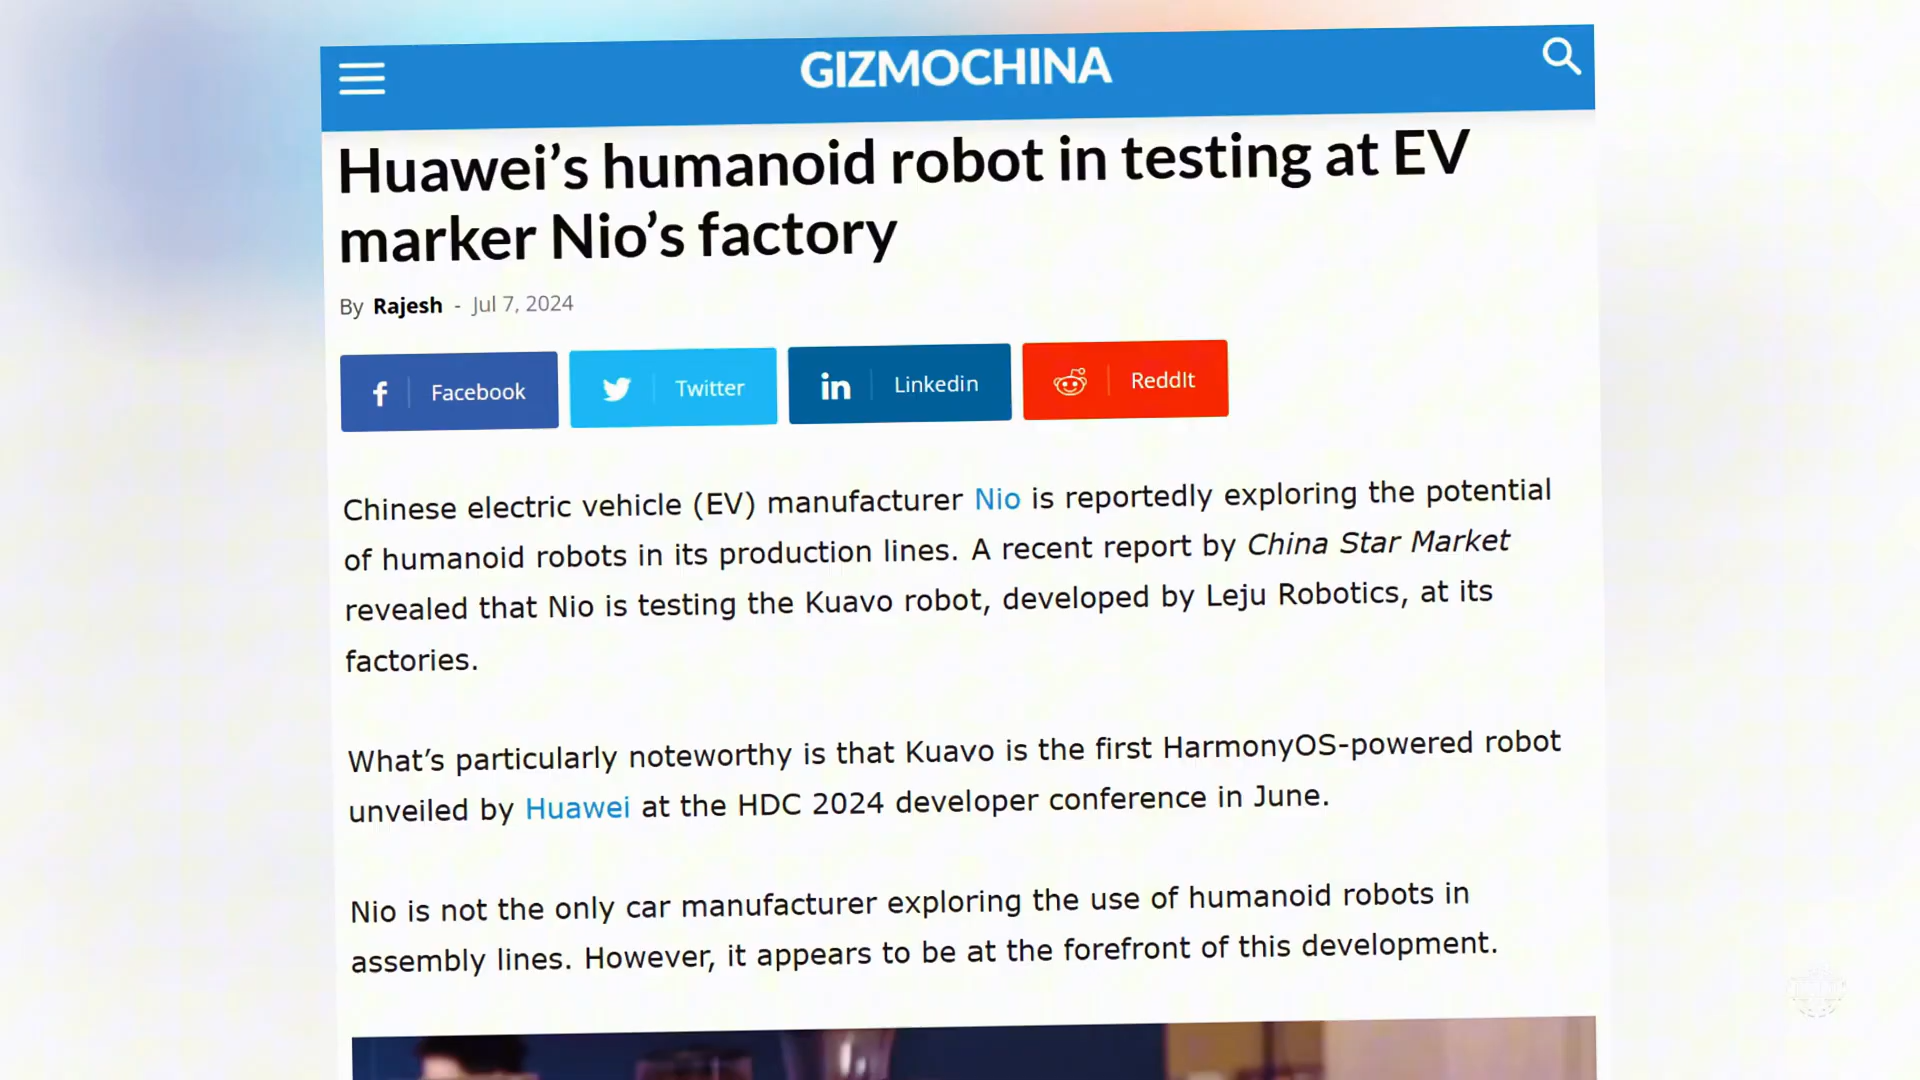 GIZMOCHINA
Huawei’s humanoid robot in testing at EV
marker Nio’s factory
By Rajesh - Jul 7, 2024
Facebook
Twitter
Linkedin
ReddIt
Chinese electric vehicle (EV) manufacturer Nio is reportedly exploring the potential
of humanoid robots in its production lines. A recent report by China Star Market
revealed that Nio is testing the Kuavo robot, developed by Leju Robotics, at its
factories.
What’s particularly noteworthy is that Kuavo is the first HarmonyOS-powered robot
unveiled by Huawei at the HDC 2024 developer conference in June.
Nio is not the only car manufacturer exploring the use of humanoid robots in
assembly lines. However, it appears to be at the forefront of this development.